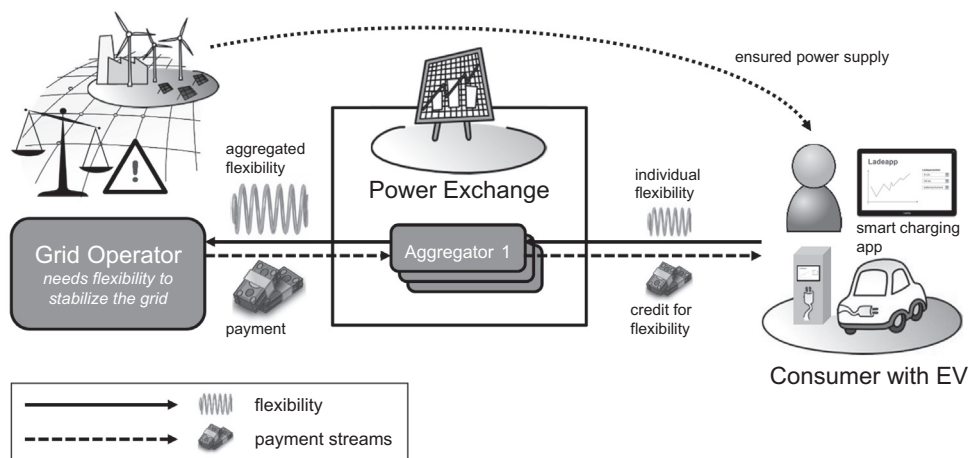 ensured power supply
aggregated
flexibility
Power Exchange
individual
flexibility
Ladeapp
smart charging
app
Grid Operator
needs flexibility to
stabilize the grid
Aggregator 1
payment
credit for
flexibility
Consumer with EV
flexibility
payment streams